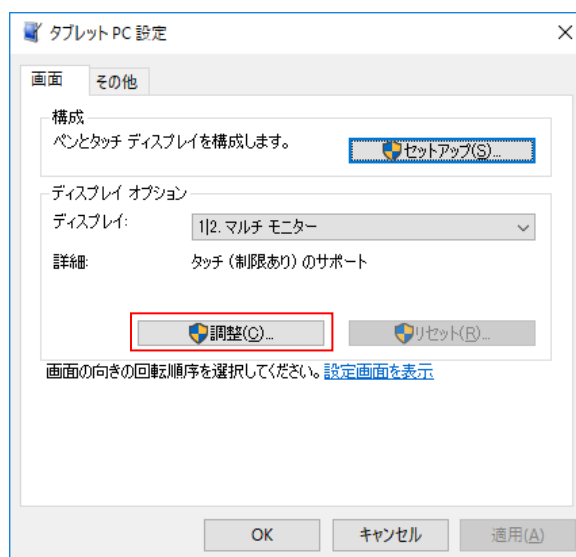 タブレット PC 設定
画面
その他
構成
ペンとタッチ ディスプレイを構成します。
セットアップ(S)...
ディスプレイ オプション
ディスプレイ:
1|2. マルチ モニター
詳細:
タッチ (制限あり) のサポート
調整(C)...
リセット(R)...
画面の向きの回転順序を選択してください。設定画面を表示
OK
キャンセル
適用(A)